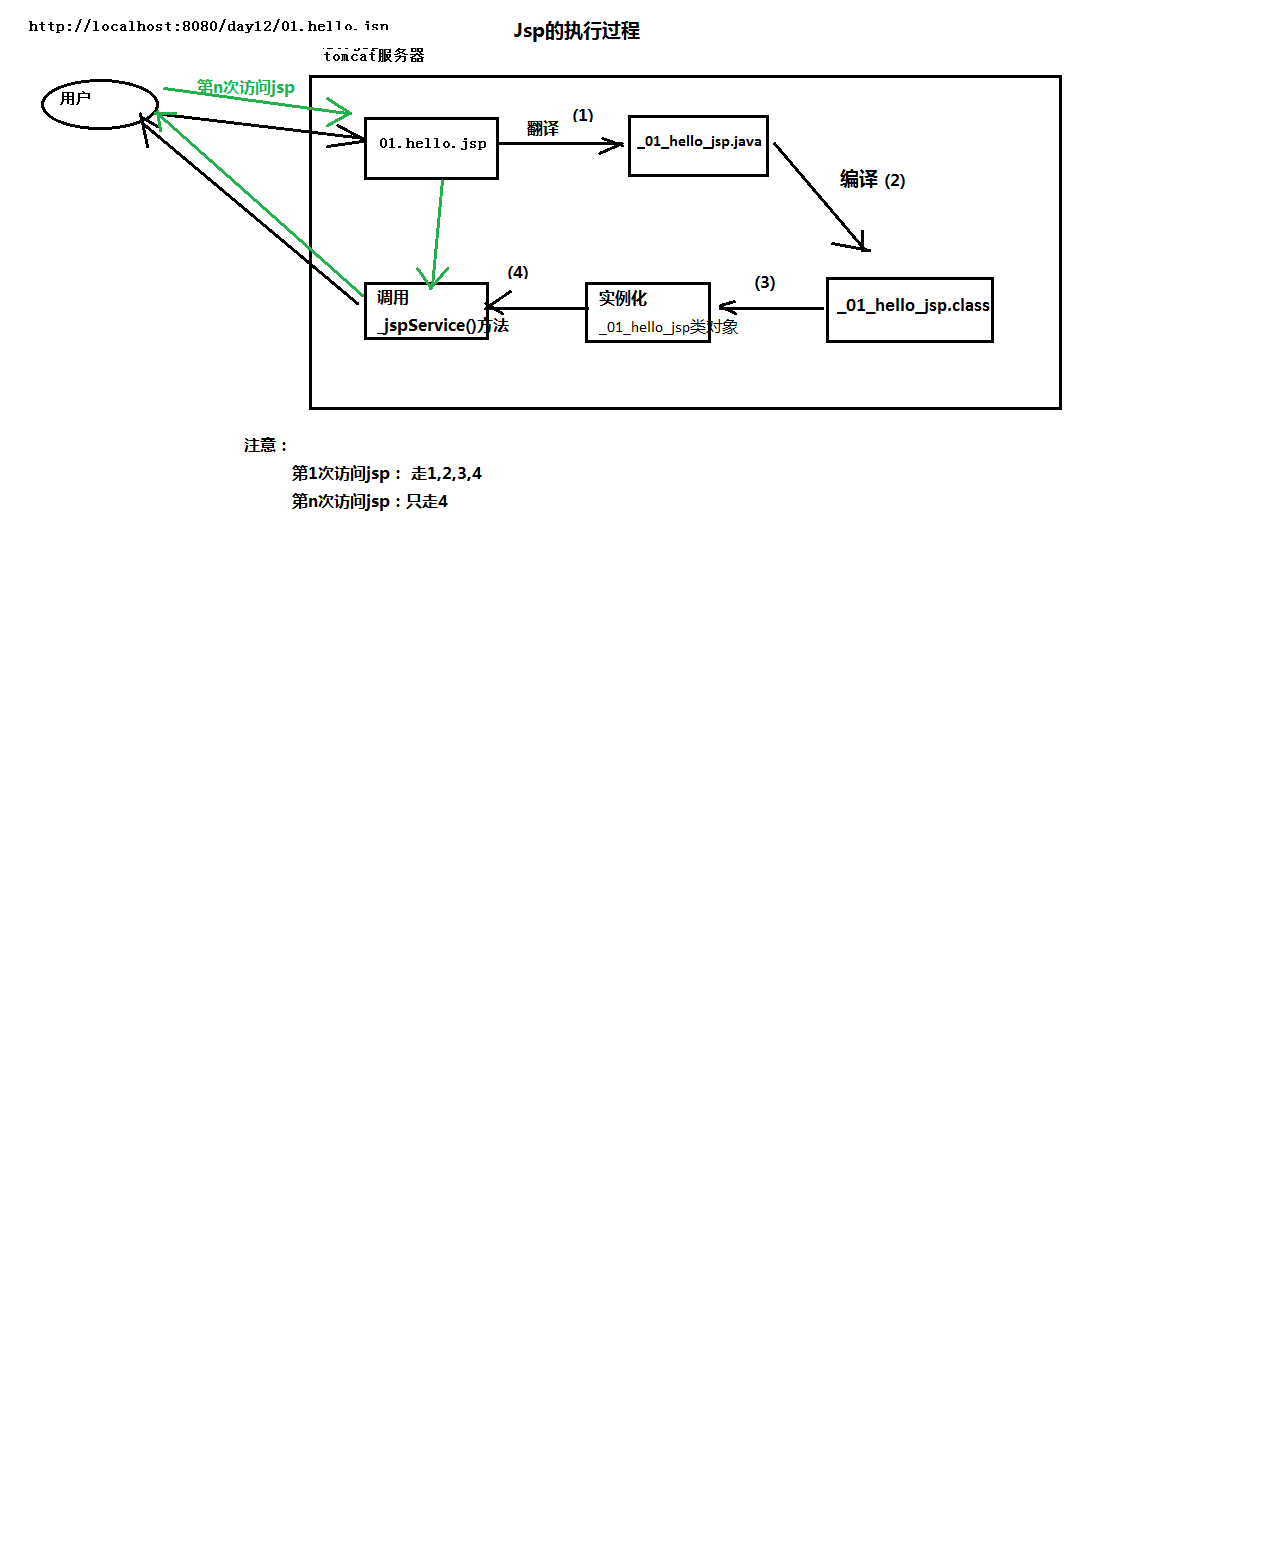 http://localhost:8080/day12/01.hello.jsp
Jsp的执行过程
tomcat服务器
用户
第n次访问jsp
01.hello.jsp
翻译
(1)
_01_hello_jsp.java
编译 (2)
调用
_jspService()方法
(4)
实例化
_01_hello_jsp类对象
(3)
_01_hello_jsp.class
注意：
第1次访问jsp： 走1,2,3,4
第n次访问jsp：只走4